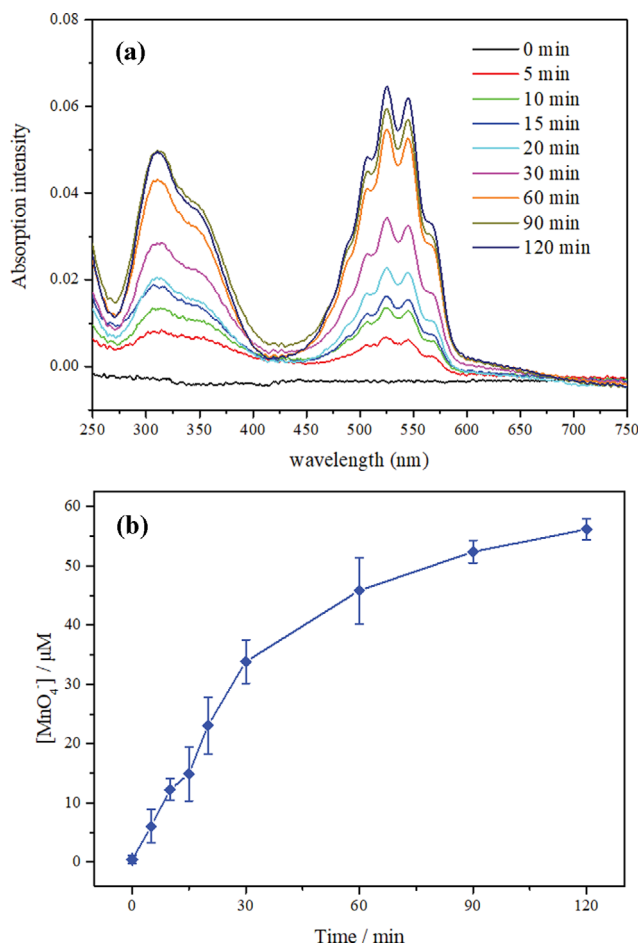 (a)
0.08
0.06
0.04
0.02
0.00
Absorption intensity
0 min
5 min
10 min
15 min
20 min
30 min
60 min
90 min
120 min
250 300 350 400 450 500 550 600 650 700 750
wavelength (nm)
(b)
60
50
40
30
20
10
0
[MnO₄⁻] / μM
0 30 60 90 120
Time / min